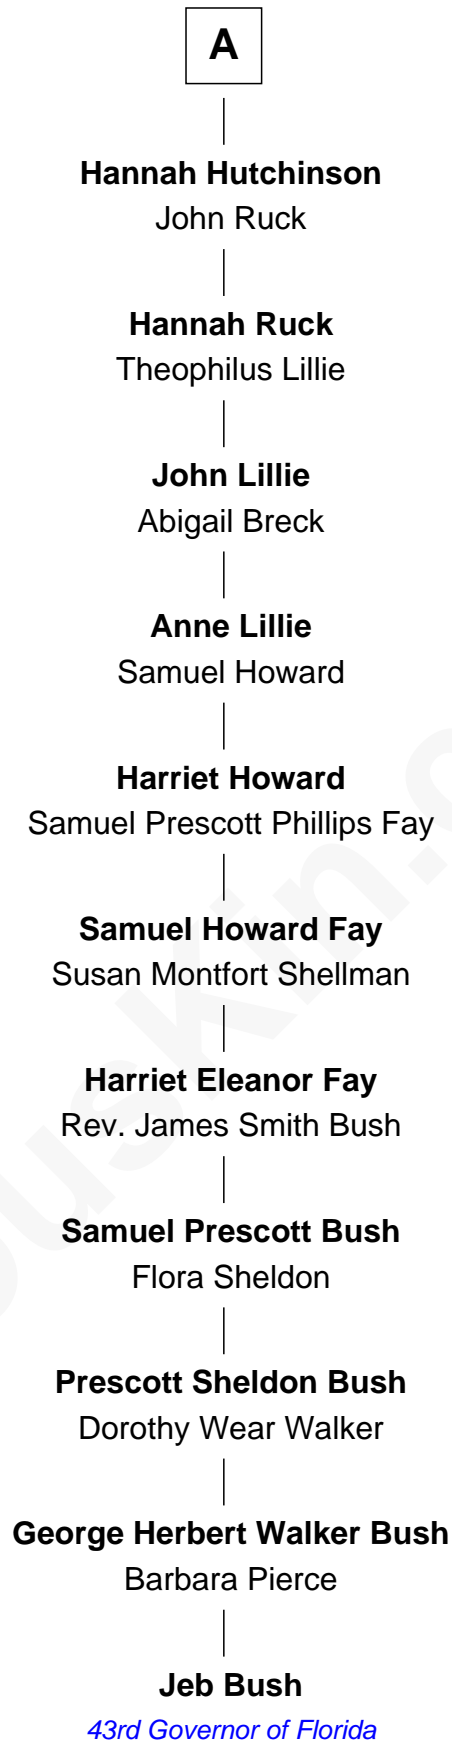 A
Hannah Hutchinson
John Ruck
Hannah Ruck
Theophilus Lillie
John Lillie
Abigail Breck
Anne Lillie
Samuel Howard
Harriet Howard
Samuel Prescott Phillips Fay
Samuel Howard Fay
Susan Montfort Shellman
Harriet Eleanor Fay
Rev. James Smith Bush
Samuel Prescott Bush
Flora Sheldon
Prescott Sheldon Bush
Dorothy Wear Walker
George Herbert Walker Bush
Barbara Pierce
Jeb Bush
43rd Governor of Florida